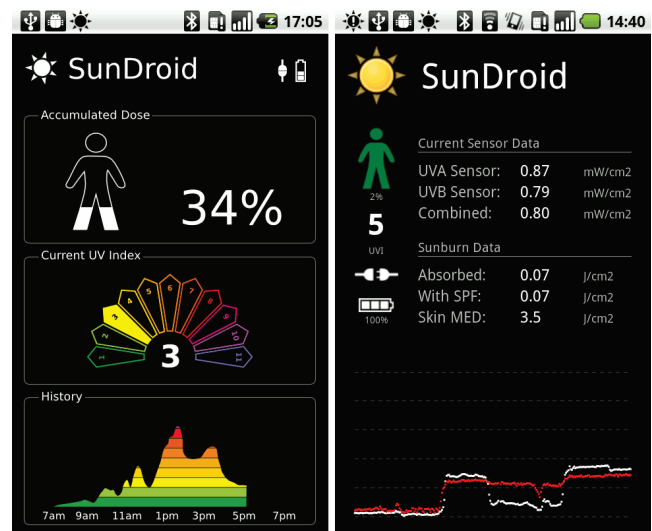 17:05
SunDroid
Accumulated Dose
34%
Current UV Index
1
2
3
4
5
6
7
8
9
10
11
3
History
7am 9am 11am 1pm 3pm 5pm 7pm
14:40
SunDroid
2%
5
UVI
100%
Current Sensor Data
UVA Sensor: 0.87 mW/cm2
UVB Sensor: 0.79 mW/cm2
Combined: 0.80 mW/cm2
Sunburn Data
Absorbed: 0.07 J/cm2
With SPF: 0.07 J/cm2
Skin MED: 3.5 J/cm2